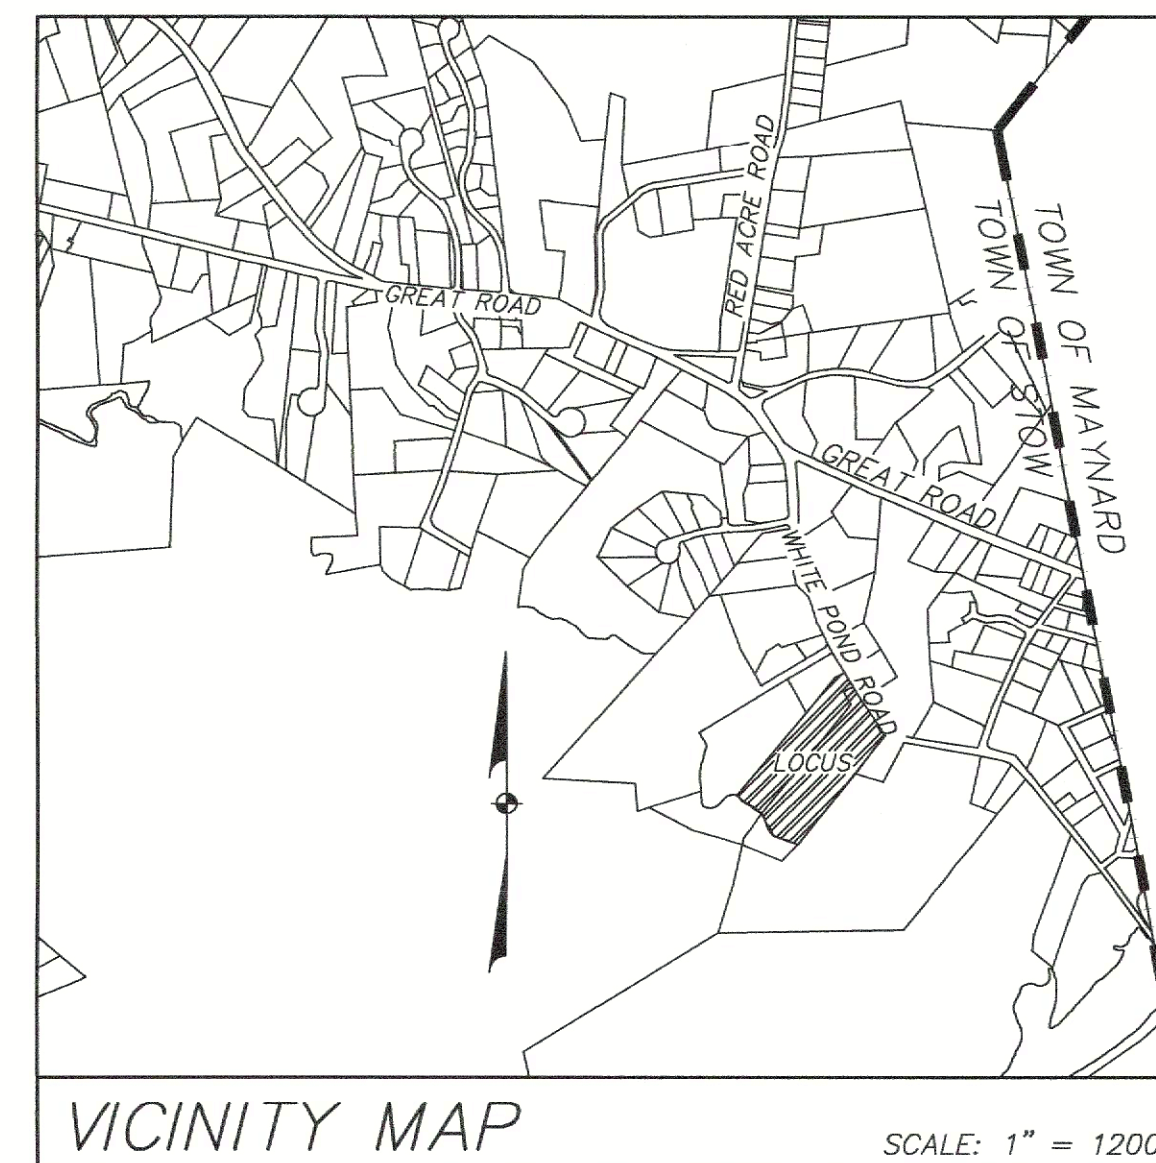 RED ACRE ROAD
TOWN OF MAYNARD
TOWN OF STOW
GREAT ROAD
GREAT ROAD
WHITE POND ROAD
LOCUS
VICINITY MAP
SCALE: 1" = 1200